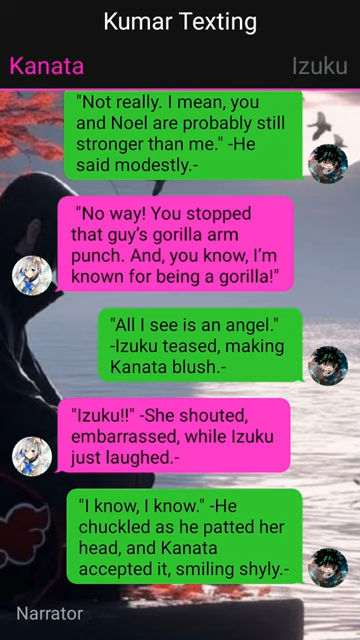 Kumar Texting
Kanata
Izuku
"Not really. I mean, you
and Noel are probably still
stronger than me." -He
said modestly.-
"No way! You stopped
that guy's gorilla arm
punch. And, you know, I'm
known for being a gorilla!"
"All I see is an angel."
-Izuku teased, making
Kanata blush.-
"Izuku!!" -She shouted,
embarrassed, while Izuku
just laughed.-
"I know, I know." -He
chuckled as he patted her
head, and Kanata
accepted it, smiling shyly.-
Narrator